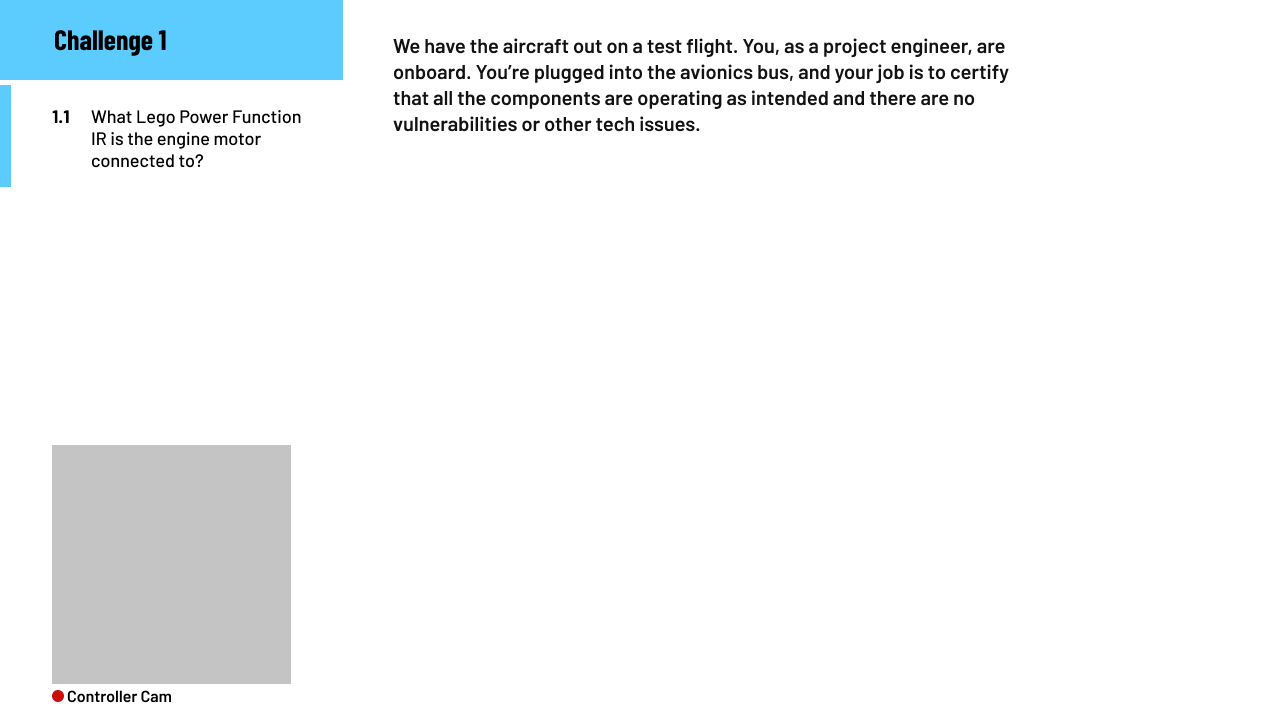 Challenge 1
1.1 What Lego Power Function
IR is the engine motor
connected to?
We have the aircraft out on a test flight. You, as a project engineer, are
onboard. You’re plugged into the avionics bus, and your job is to certify
that all the components are operating as intended and there are no
vulnerabilities or other tech issues.
Controller Cam